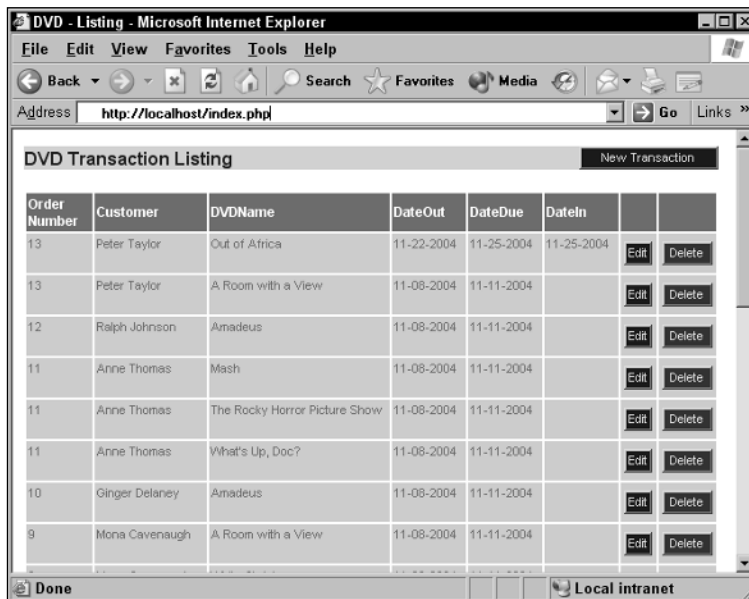 DVD - Listing - Microsoft Internet Explorer
File Edit View Favorites Tools Help
Back Search Favorites Media
Address http://localhost/index.php Go Links »
DVD Transaction Listing New Transaction
Order Number Customer DVDName DateOut DateDue DateIn
13 Peter Taylor Out of Africa 11-22-2004 11-25-2004 11-25-2004 Edit Delete
13 Peter Taylor A Room with a View 11-08-2004 11-11-2004 Edit Delete
12 Ralph Johnson Amadeus 11-08-2004 11-11-2004 Edit Delete
11 Anne Thomas Mash 11-08-2004 11-11-2004 Edit Delete
11 Anne Thomas The Rocky Horror Picture Show 11-08-2004 11-11-2004 Edit Delete
11 Anne Thomas What's Up, Doc? 11-08-2004 11-11-2004 Edit Delete
10 Ginger Delaney Amadeus 11-08-2004 11-11-2004 Edit Delete
9 Mona Cavenaugh A Room with a View 11-08-2004 11-11-2004 Edit Delete
Done Local intranet